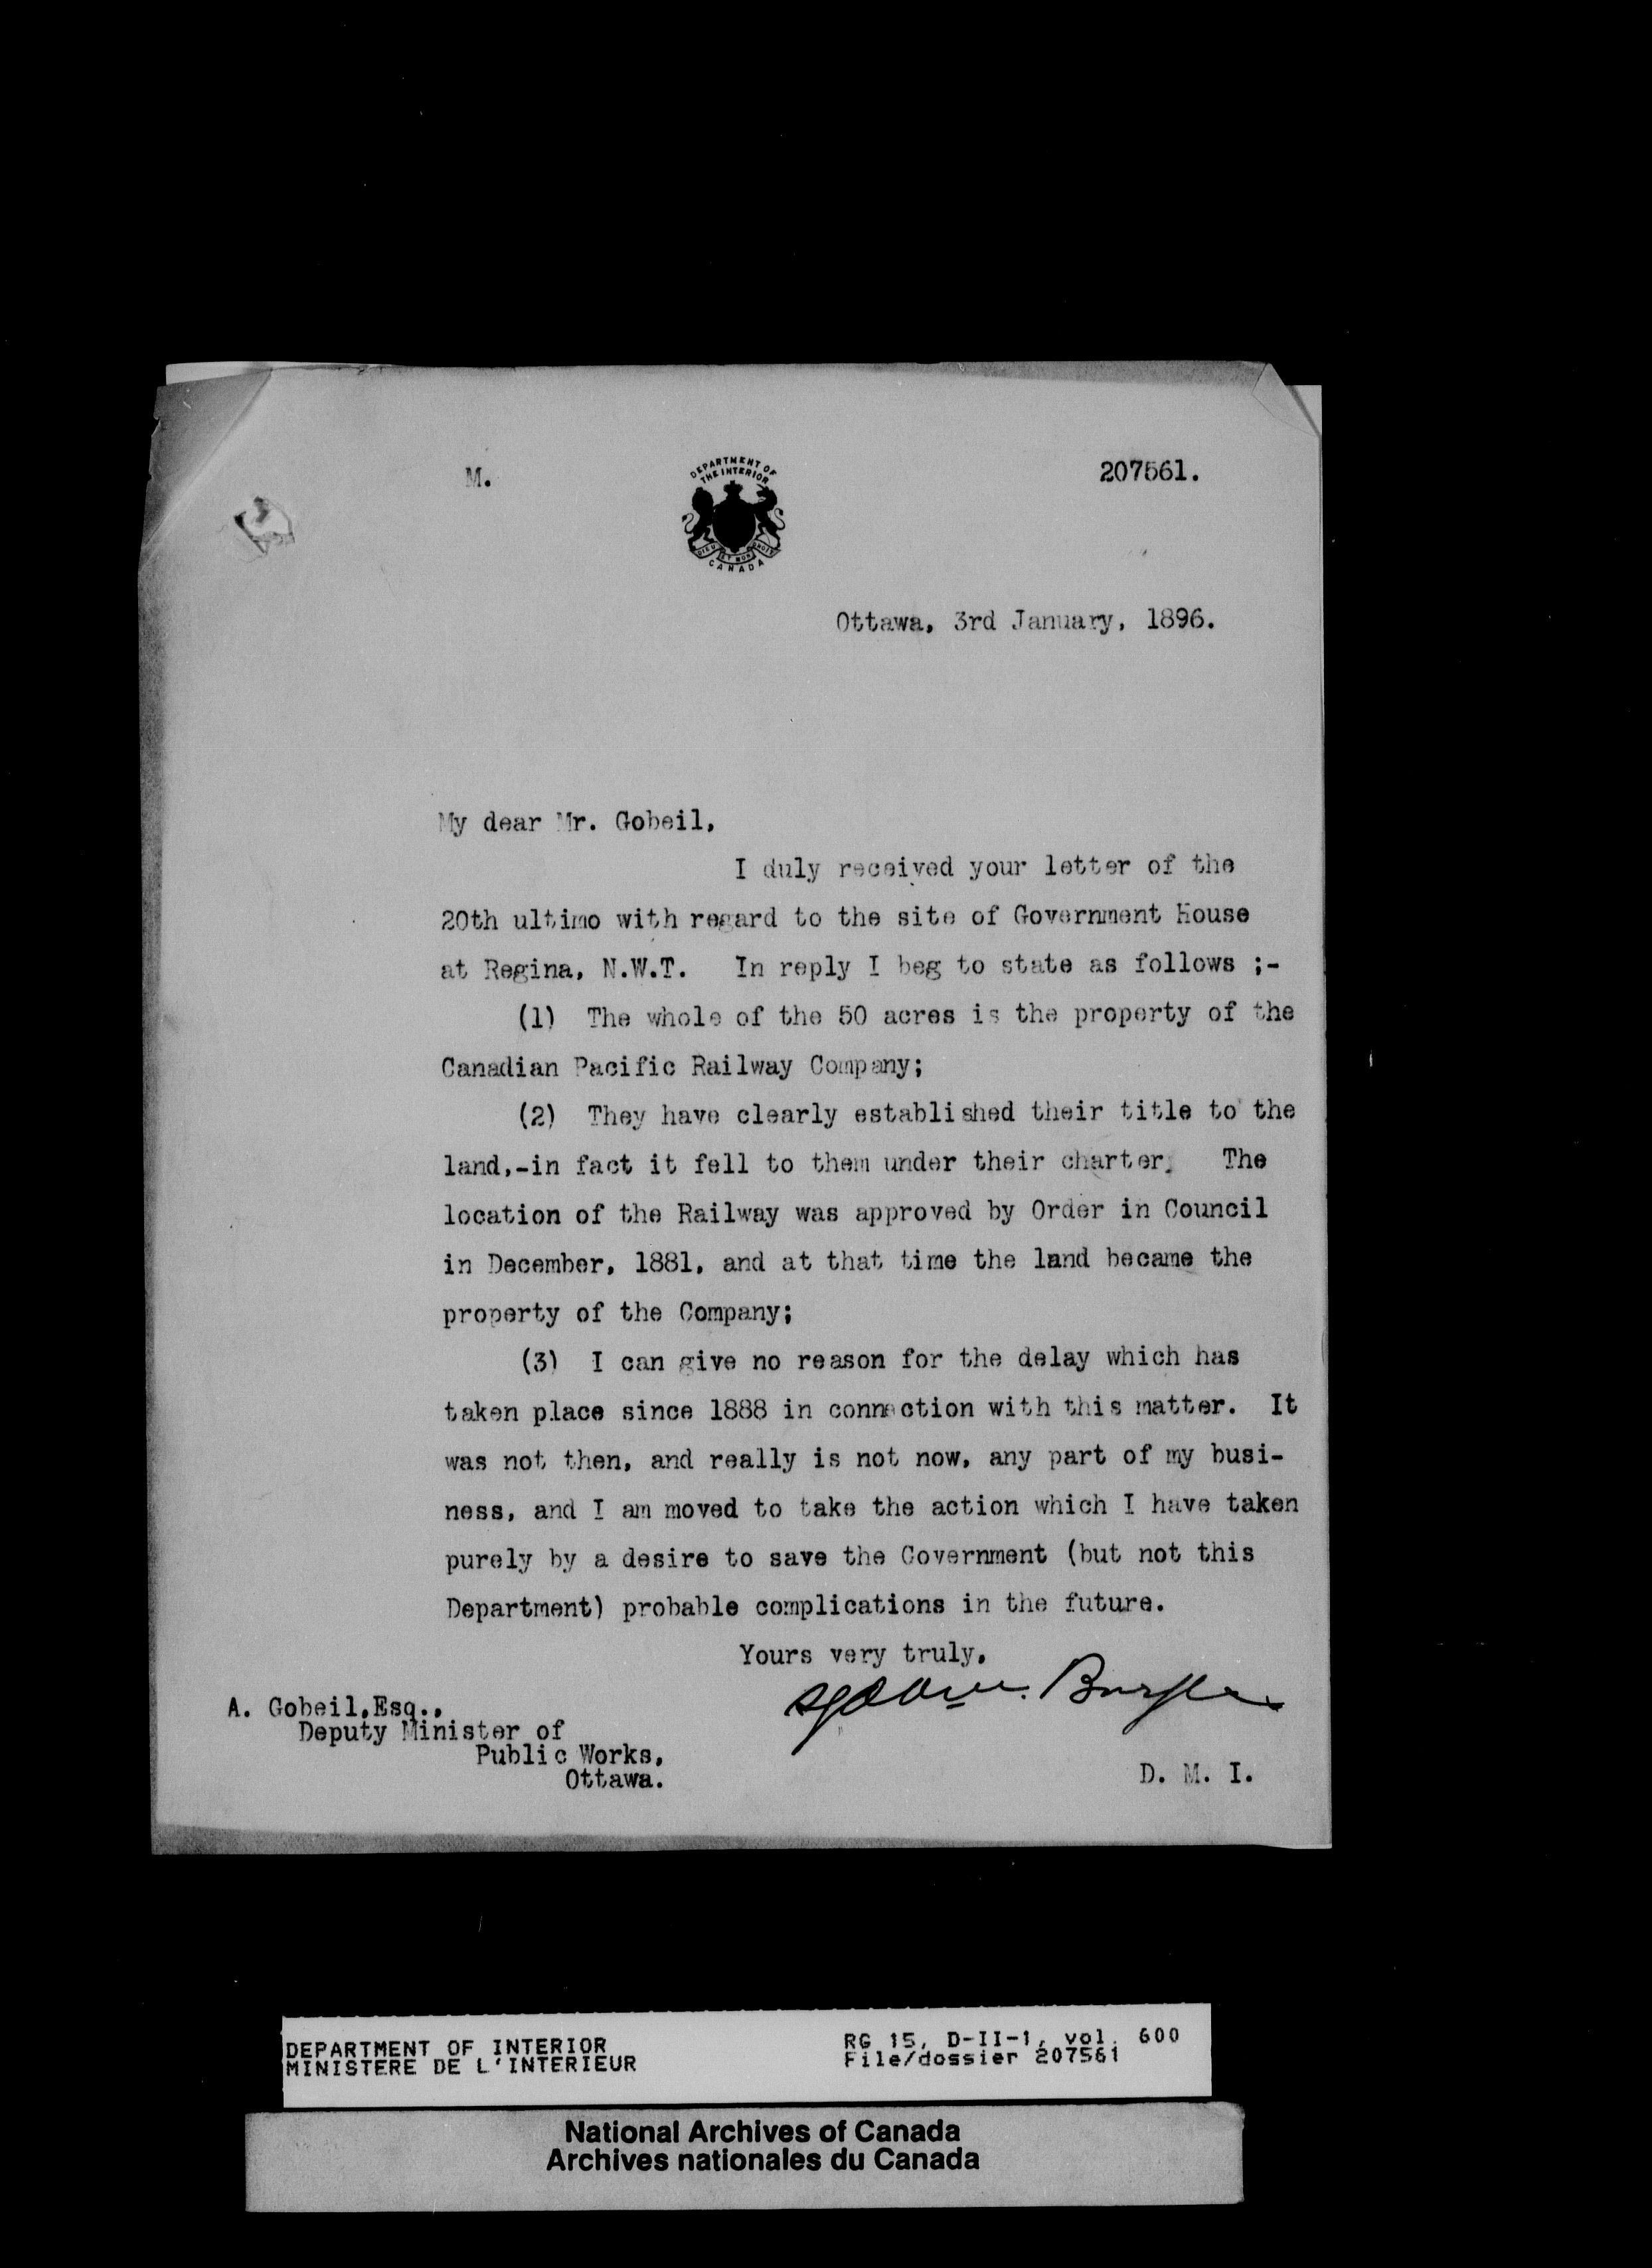 M.
DEPARTMENT OF
THE INTERIOR
DIEU ET MON DROIT
CANADA
207561.
Ottawa, 3rd January, 1896.
My dear Mr. Gobeil,
I duly received your letter of the
20th ultimo with regard to the site of Government House
at Regina, N.W.T. In reply I beg to state as follows ;-
(1) The whole of the 50 acres is the property of the
Canadian Pacific Railway Company;
(2) They have clearly established their title to the
land,-in fact it fell to them under their charter. The
location of the Railway was approved by Order in Council
in December, 1881, and at that time the land became the
property of the Company;
(3) I can give no reason for the delay which has
taken place since 1888 in connection with this matter. It
was not then, and really is not now, any part of my busi-
ness, and I am moved to take the action which I have taken
purely by a desire to save the Government (but not this
Department) probable complications in the future.
Yours very truly,
Burgess
A. Gobeil,Esq.,
Deputy Minister of
Public Works,
Ottawa.
D. M. I.
DEPARTMENT OF INTERIOR
MINISTERE DE L'INTERIEUR
RG 15, D-II-1, vol. 600
File/dossier 207561
National Archives of Canada
Archives nationales du Canada